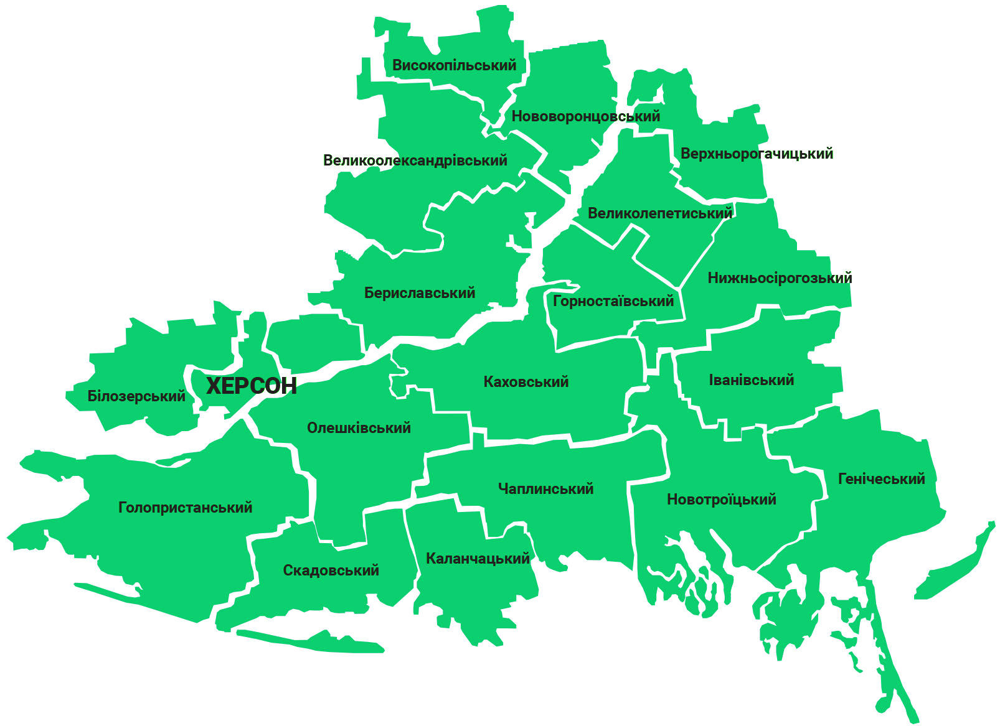 Високопільський
Нововоронцовський
Верхньорогачицький
Великоолександрівський
Великолепетиський
Нижньосірогозький
Бериславський
Горностаївський
Каховський
Іванівський
ХЕРСОН
Білозерський
Олешківський
Генічеський
Чаплинський
Новотроїцький
Голопристанський
Каланчацький
Скадовський